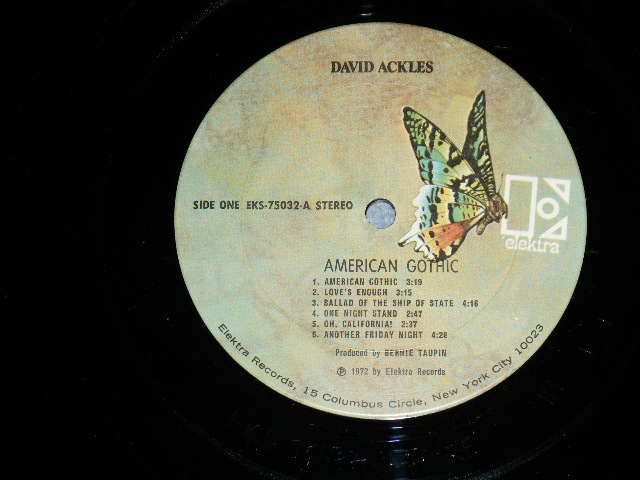 DAVID ACKLES
SIDE ONE EKS-75032-A STEREO
elektra
AMERICAN GOTHIC
1. AMERICAN GOTHIC 3:19
2. LOVE'S ENOUGH 3:15
3. BALLAD OF THE SHIP OF STATE 4:16
4. ONE NIGHT STAND 2:47
5. OH, CALIFORNIA! 2:37
6. ANOTHER FRIDAY NIGHT 4:28
Produced by BERNIE TAUPIN
℗ 1972 by Elektra Records
Elektra Records, 15 Columbus Circle, New York City 10023